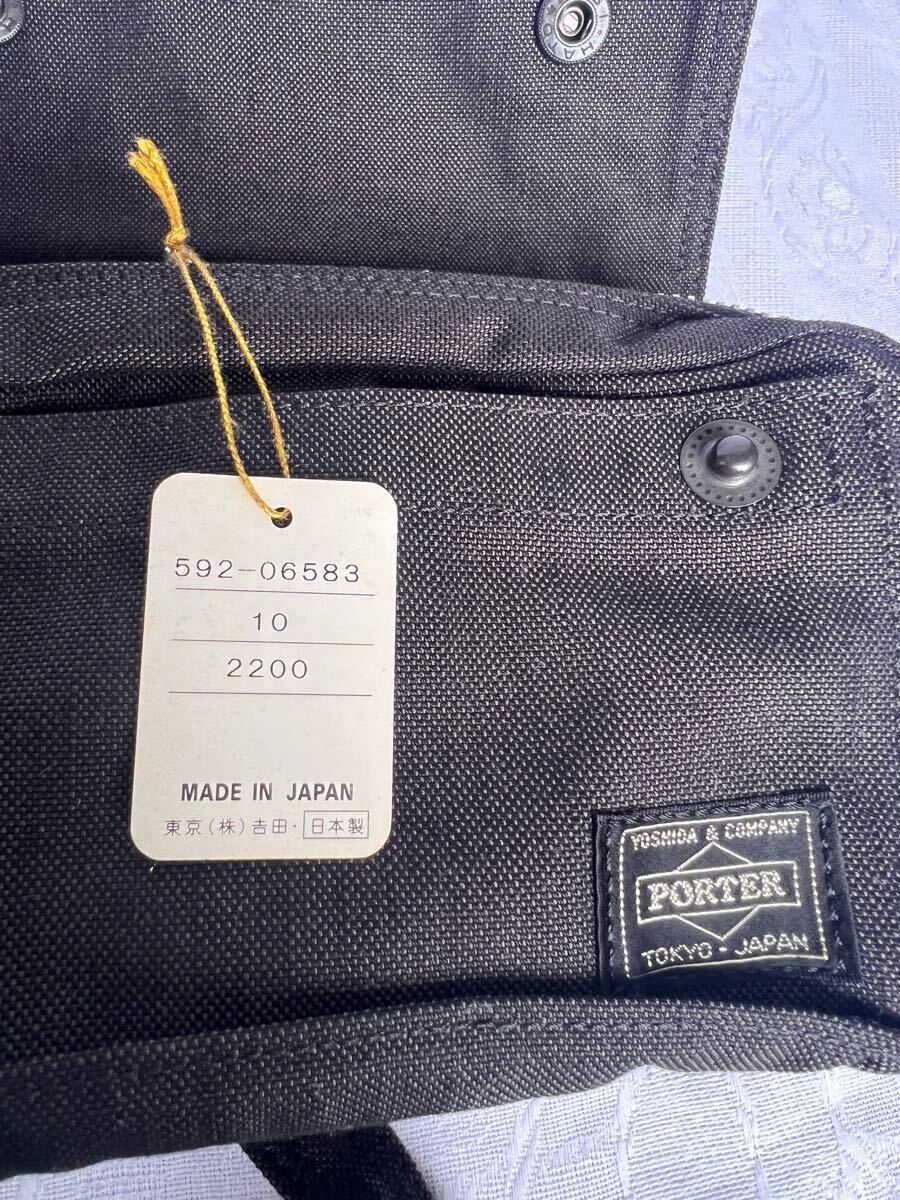 592-06583
10
2200
MADE IN JAPAN
東京(株)吉田・日本製
YOSHIDA & COMPANY
PORTER
TOKYO - JAPAN